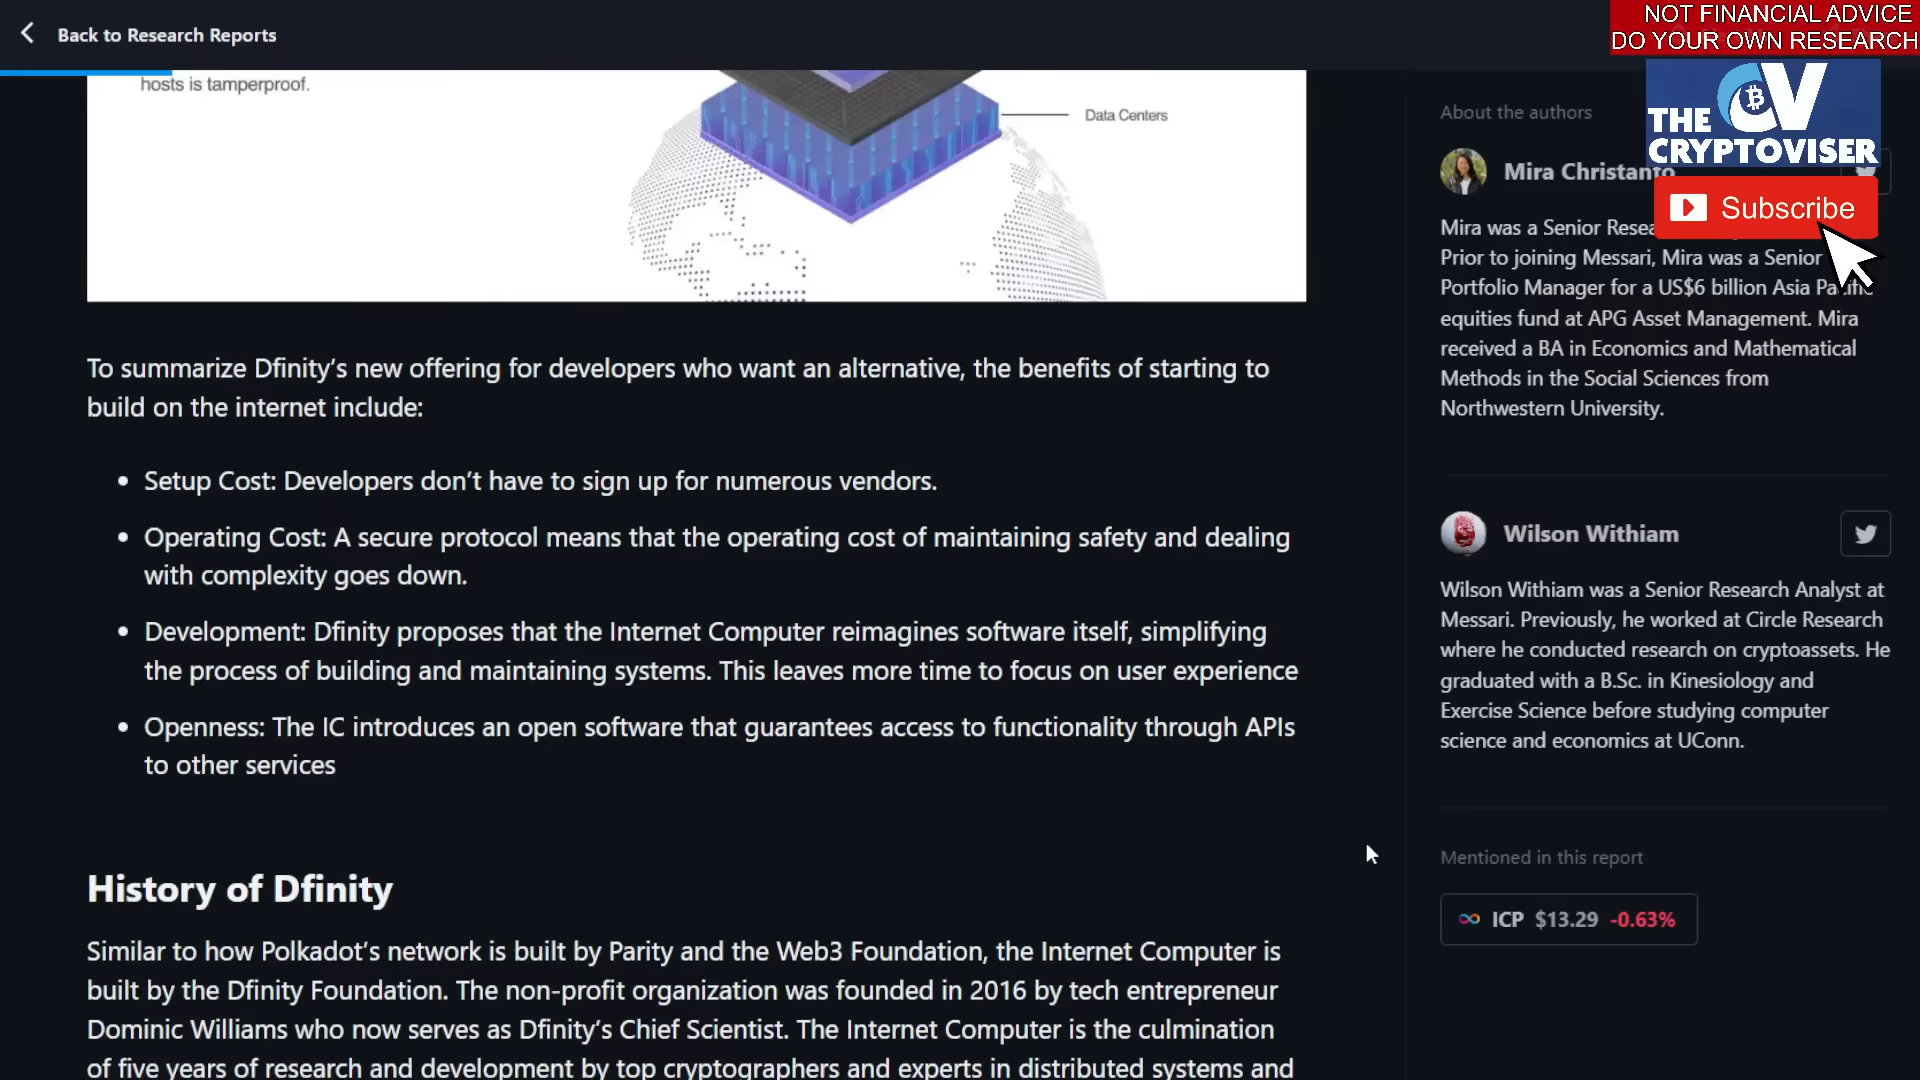 Back to Research Reports
NOT FINANCIAL ADVICE
DO YOUR OWN RESEARCH
hosts is tamperproof.
Data Centers
To summarize Dfinity's new offering for developers who want an alternative, the benefits of starting to
build on the internet include:
• Setup Cost: Developers don't have to sign up for numerous vendors.
• Operating Cost: A secure protocol means that the operating cost of maintaining safety and dealing
with complexity goes down.
• Development: Dfinity proposes that the Internet Computer reimagines software itself, simplifying
the process of building and maintaining systems. This leaves more time to focus on user experience
• Openness: The IC introduces an open software that guarantees access to functionality through APIs
to other services
History of Dfinity
Similar to how Polkadot's network is built by Parity and the Web3 Foundation, the Internet Computer is
built by the Dfinity Foundation. The non-profit organization was founded in 2016 by tech entrepreneur
Dominic Williams who now serves as Dfinity's Chief Scientist. The Internet Computer is the culmination
of five years of research and development by top cryptographers and experts in distributed systems and
About the authors
THE CV
CRYPTOVISER
Subscribe
Mira Christanto
Mira was a Senior
Prior to joining Messari, Mira was a Senior
Portfolio Manager for a US$6 billion Asia Pacific
equities fund at APG Asset Management. Mira
received a BA in Economics and Mathematical
Methods in the Social Sciences from
Northwestern University.
Wilson Withiam
Wilson Withiam was a Senior Research Analyst at
Messari. Previously, he worked at Circle Research
where he conducted research on cryptoassets. He
graduated with a B.Sc. in Kinesiology and
Exercise Science before studying computer
science and economics at UConn.
Mentioned in this report
ICP $13.29 -0.63%